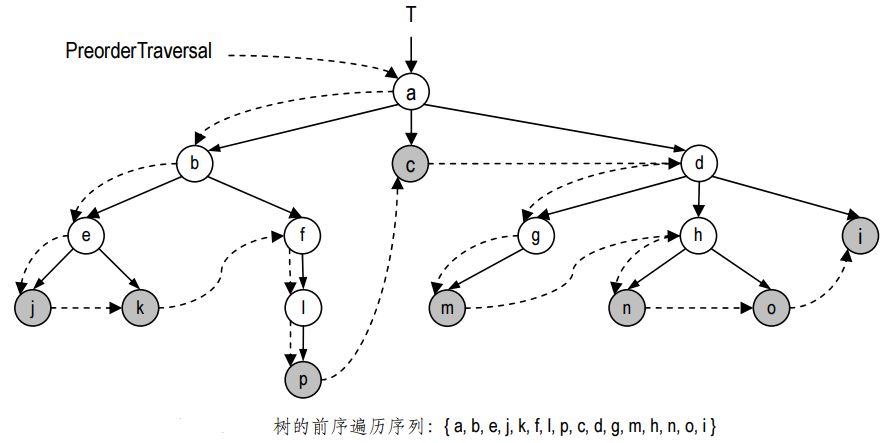 T
PreorderTraversal
a
b
c
d
e
f
g
h
i
j
k
l
m
n
o
p
树的前序遍历序列：{ a, b, e, j, k, f, l, p, c, d, g, m, h, n, o, i }